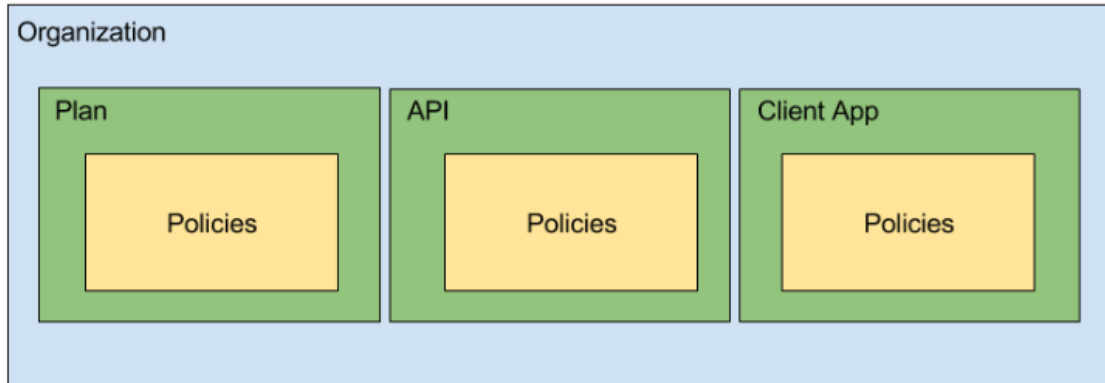 Organization
Plan
API
Client App
Policies
Policies
Policies